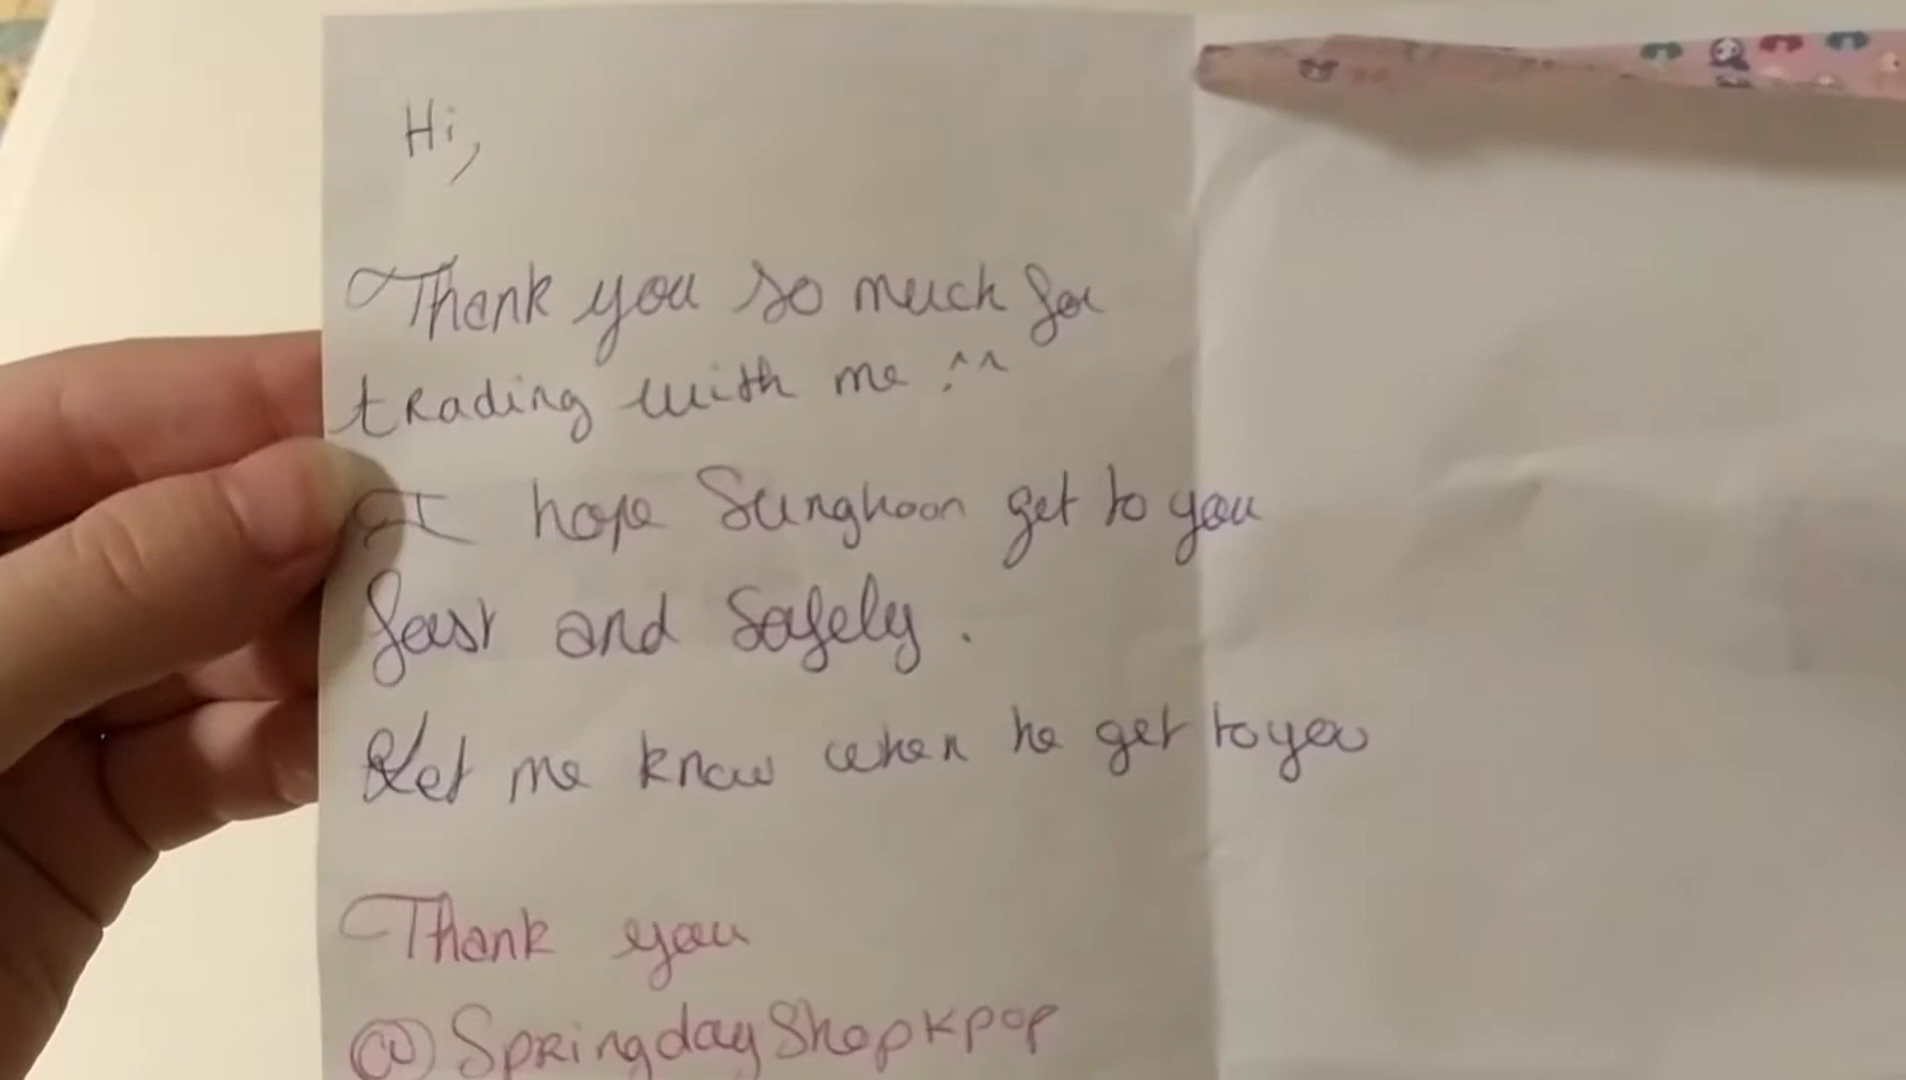 Hi,
Thank you so much for
trading with me :^^
I hope Sunghoon get to you
fast and safely.
Let me know when he get to you
Thank you
@SpringdayShopkpop